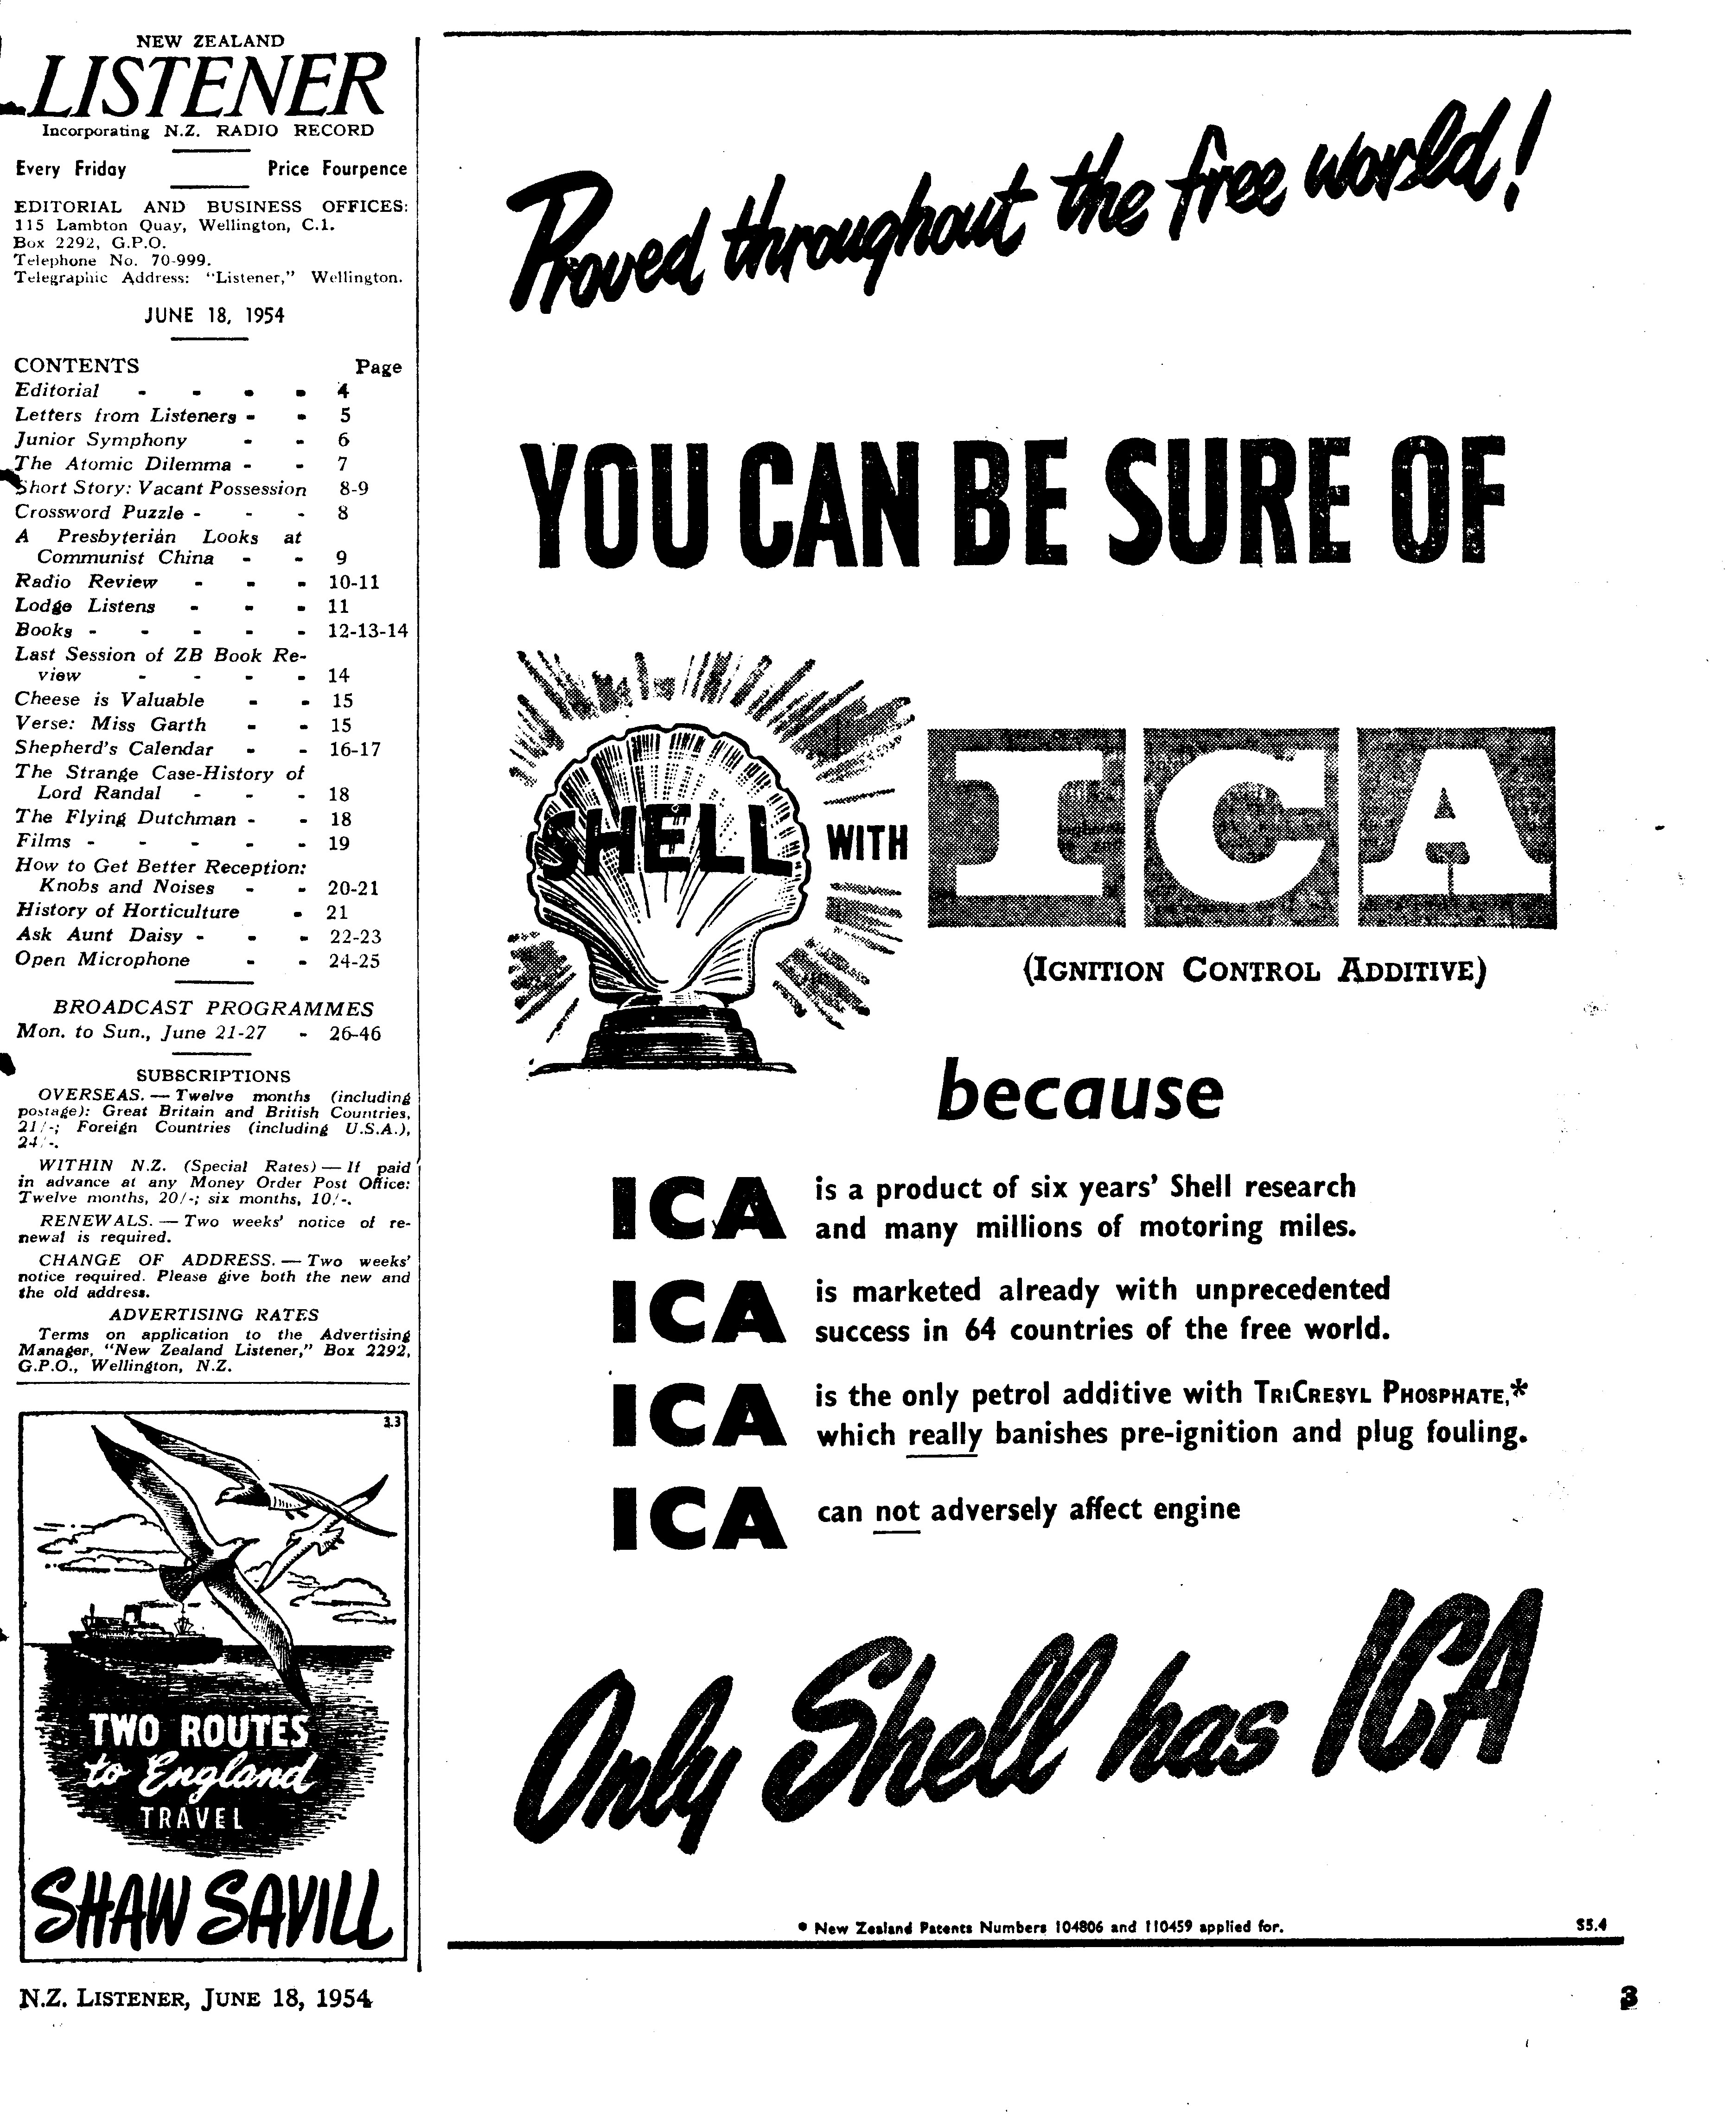 NEW ZEALAND
LISTENER
Incorporating N.Z. RADIO RECORD
Every Friday Price Fourpence
EDITORIAL AND BUSINESS OFFICES:
115 Lambton Quay, Wellington, C.1.
Box 2292, G.P.O.
Telephone No. 70-999.
Telegraphic Address: "Listener," Wellington.
JUNE 18, 1954
CONTENTS Page
Editorial - - - - 4
Letters from Listeners - - 5
Junior Symphony - - 6
The Atomic Dilemma - - 7
Short Story: Vacant Possession 8-9
Crossword Puzzle - - - 8
A Presbyterian Looks at
Communist China - - 9
Radio Review - - - 10-11
Lodge Listens - - - 11
Books - - - - - 12-13-14
Last Session of ZB Book Re-
view - - - - 14
Cheese is Valuable - - 15
Verse: Miss Garth - - 15
Shepherd's Calendar - - 16-17
The Strange Case-History of
Lord Randal - - - 18
The Flying Dutchman - - 18
Films - - - - - 19
How to Get Better Reception:
Knobs and Noises - - 20-21
History of Horticulture - 21
Ask Aunt Daisy - - - 22-23
Open Microphone - - 24-25
BROADCAST PROGRAMMES
Mon. to Sun., June 21-27 - 26-46
SUBSCRIPTIONS
OVERSEAS. — Twelve months (including
postage): Great Britain and British Countries,
21/-; Foreign Countries (including U.S.A.),
24/-.
WITHIN N.Z. (Special Rates) — If paid
in advance at any Money Order Post Office:
Twelve months, 20/-; six months, 10/-.
RENEWALS. — Two weeks' notice of re-
newal is required.
CHANGE OF ADDRESS. — Two weeks'
notice required. Please give both the new and
the old address.
ADVERTISING RATES
Terms on application to the Advertising
Manager, "New Zealand Listener," Box 2292,
G.P.O., Wellington, N.Z.
3.3
TWO ROUTES
to England
TRAVEL
SHAW SAVILL
Proved throughout the free world!
YOU CAN BE SURE OF
SHELL WITH ICA
(IGNITION CONTROL ADDITIVE)
because
ICA is a product of six years' Shell research
and many millions of motoring miles.
ICA is marketed already with unprecedented
success in 64 countries of the free world.
ICA is the only petrol additive with TRICRESYL PHOSPHATE,*
which really banishes pre-ignition and plug fouling.
ICA can not adversely affect engine
Only Shell has ICA
• New Zealand Patents Numbers 104806 and 110459 applied for. S5.4
N.Z. LISTENER, JUNE 18, 1954 3